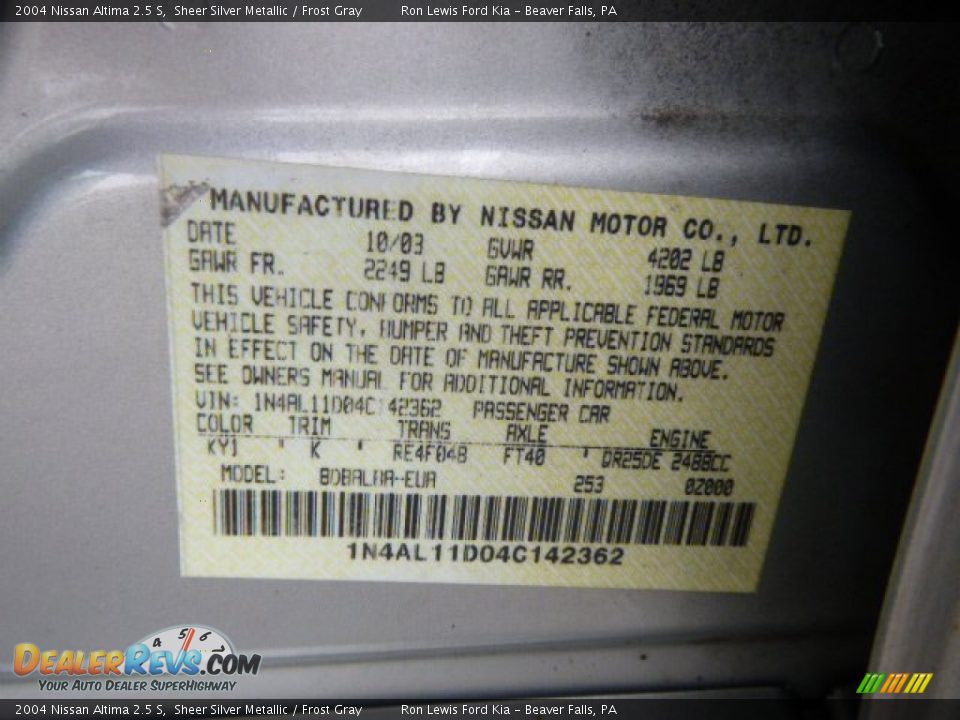 2004 Nissan Altima 2.5 S, Sheer Silver Metallic / Frost Gray Ron Lewis Ford Kia - Beaver Falls, PA
MANUFACTURED BY NISSAN MOTOR CO., LTD.
DATE 10/03 GVWR 4202 LB
GAWR FR. 2249 LB GAWR RR. 1969 LB
THIS VEHICLE CONFORMS TO ALL APPLICABLE FEDERAL MOTOR
VEHICLE SAFETY, BUMPER AND THEFT PREVENTION STANDARDS
IN EFFECT ON THE DATE OF MANUFACTURE SHOWN ABOVE.
SEE OWNERS MANUAL FOR ADDITIONAL INFORMATION.
VIN: 1N4AL11D04C142362 PASSENGER CAR
COLOR TRIM TRANS AXLE ENGINE
KY1 K RE4F04B FT40 QR25DE 2488CC
MODEL: 253 0Z000
1N4AL11D04C142362
4 5 6
DealerRevs.com
Your Auto Dealer SuperHighway
2004 Nissan Altima 2.5 S, Sheer Silver Metallic / Frost Gray Ron Lewis Ford Kia - Beaver Falls, PA